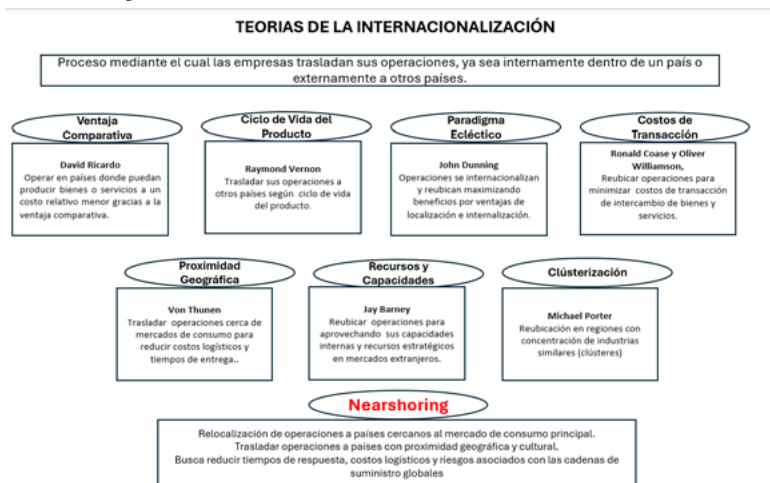 TEORIAS DE LA INTERNACIONALIZACIÓN
Proceso mediante el cual las empresas trasladan sus operaciones, ya sea internamente dentro de un país o
externamente a otros países.
Ventaja
Comparativa
David Ricardo
Operar en países donde puedan
producir bienes o servicios a un
costo relativo menor gracias a la
ventaja comparativa.
Ciclo de Vida del
Producto
Raymond Vernon
Trasladar sus operaciones a
otros países según ciclo de vida
del producto.
Paradigma
Ecléctico
John Dunning
Operaciones se internacionalizan
y reubican maximizando
beneficios por ventajas de
localización e internalización.
Costos de
Transacción
Ronald Coase y Oliver
Williamson,
Reubicar operaciones para
minimizar costos de transacción
de intercambio de bienes y
servicios.
Proximidad
Geográfica
Von Thunen
Trasladar operaciones cerca de
mercados de consumo para
reducir costos logísticos y
tiempos de entrega..
Recursos y
Capacidades
Jay Barney
Reubicar operaciones para
aprovechando sus capacidades
internas y recursos estratégicos
en mercados extranjeros.
Clústerización
Michael Porter
Reubicación en regiones con
concentración de industrias
similares (clústeres)
Nearshoring
Relocalización de operaciones a países cercanos al mercado de consumo principal.
Trasladar operaciones a países con proximidad geográfica y cultural.
Busca reducir tiempos de respuesta, costos logísticos y riesgos asociados con las cadenas de
suministro globales